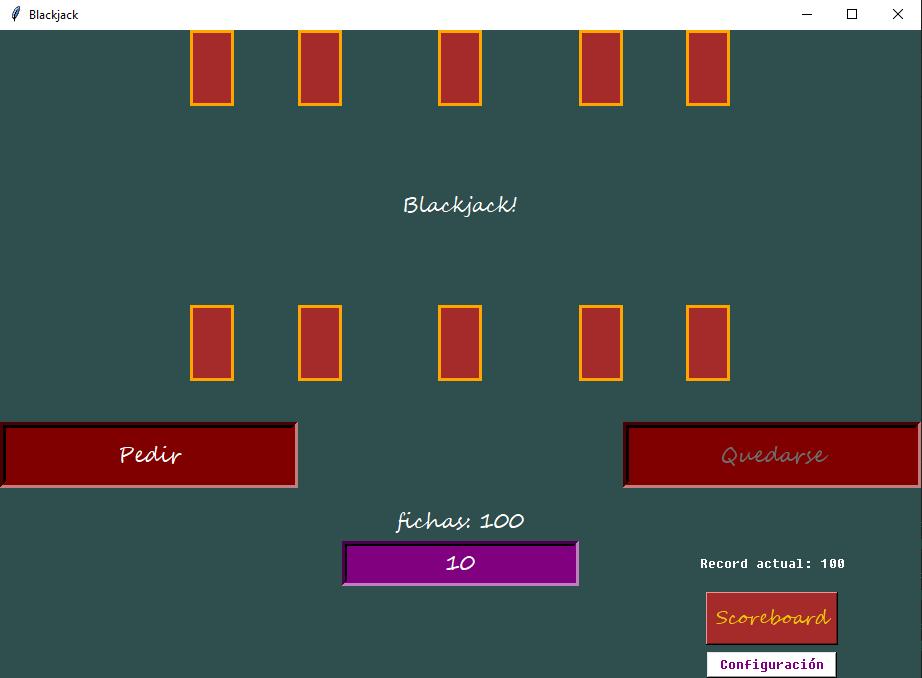 Blackjack
Blackjack!
Pedir
Quedarse
fichas: 100
10
Record actual: 100
Scoreboard
Configuración